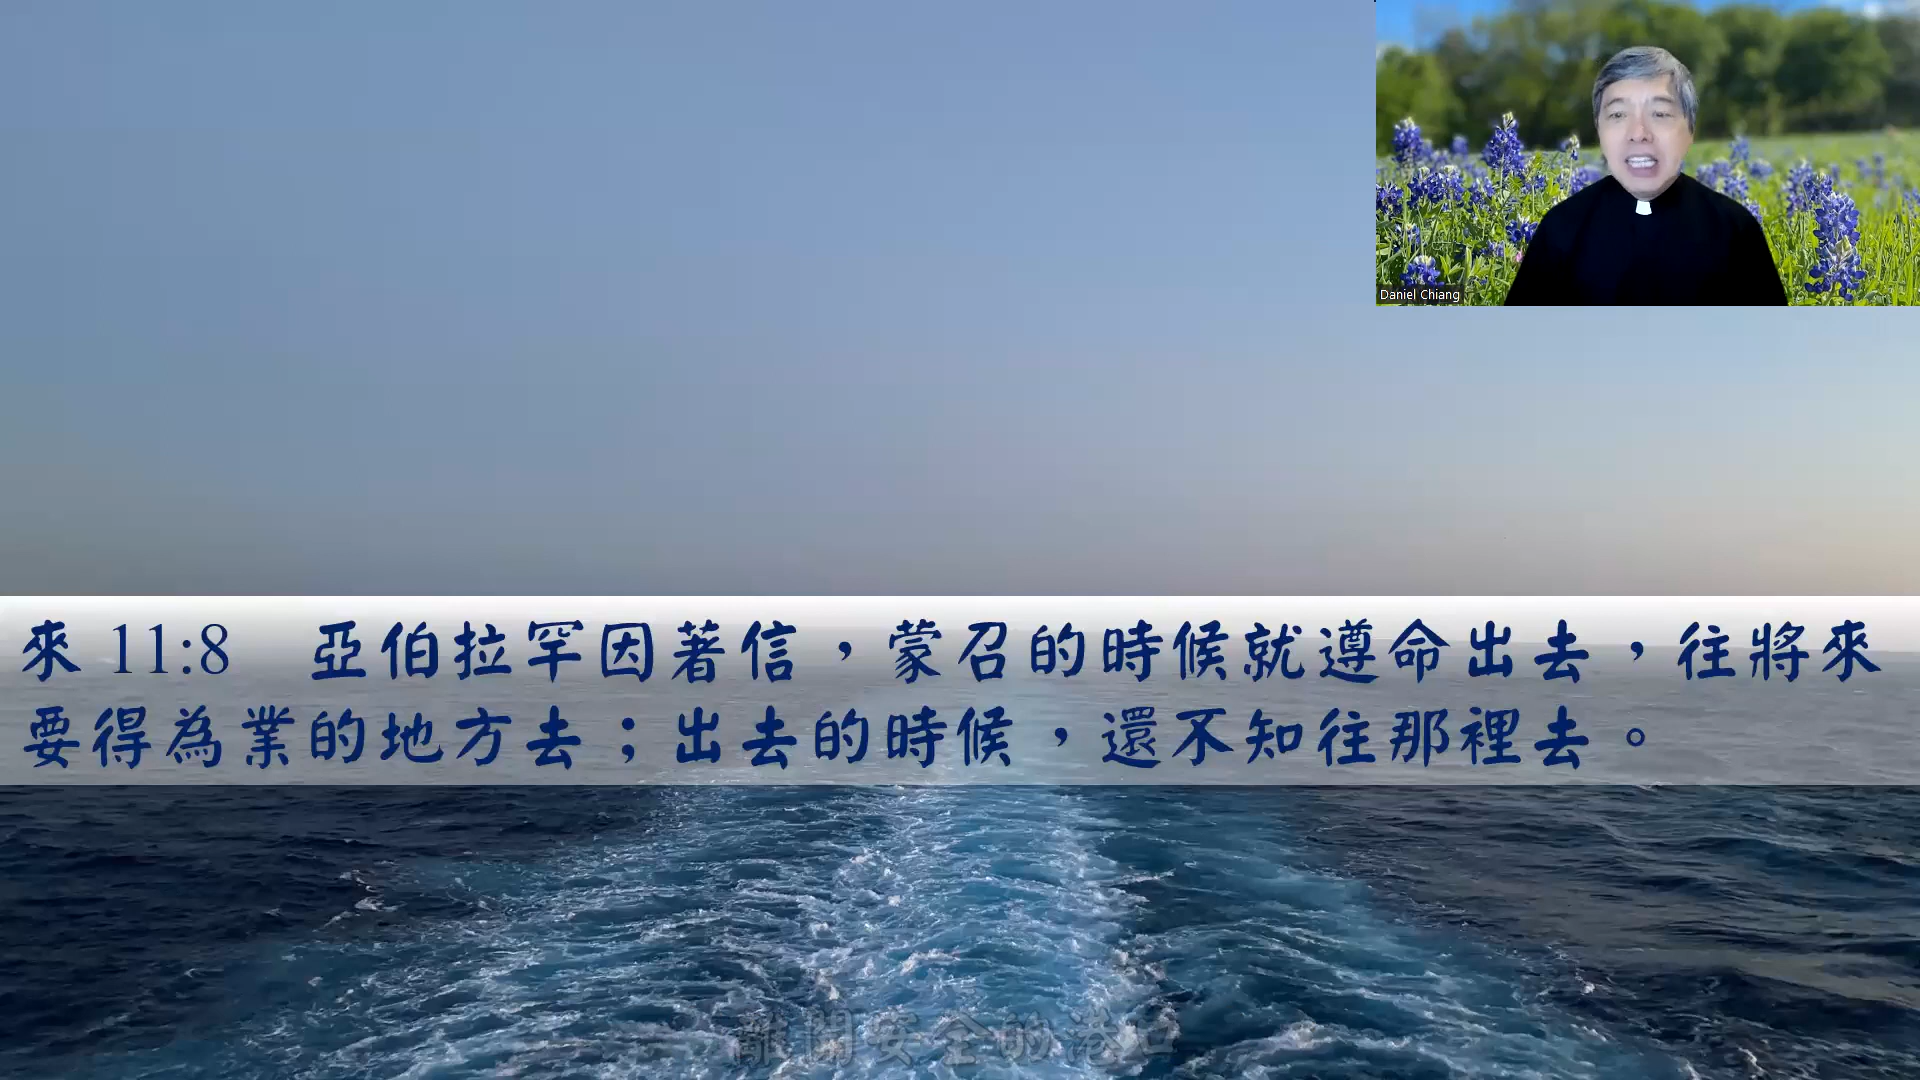 Daniel Chiang
來 11:8　亞伯拉罕因著信，蒙召的時候就遵命出去，往將來
要得為業的地方去；出去的時候，還不知往那裡去。
離開安全的港口